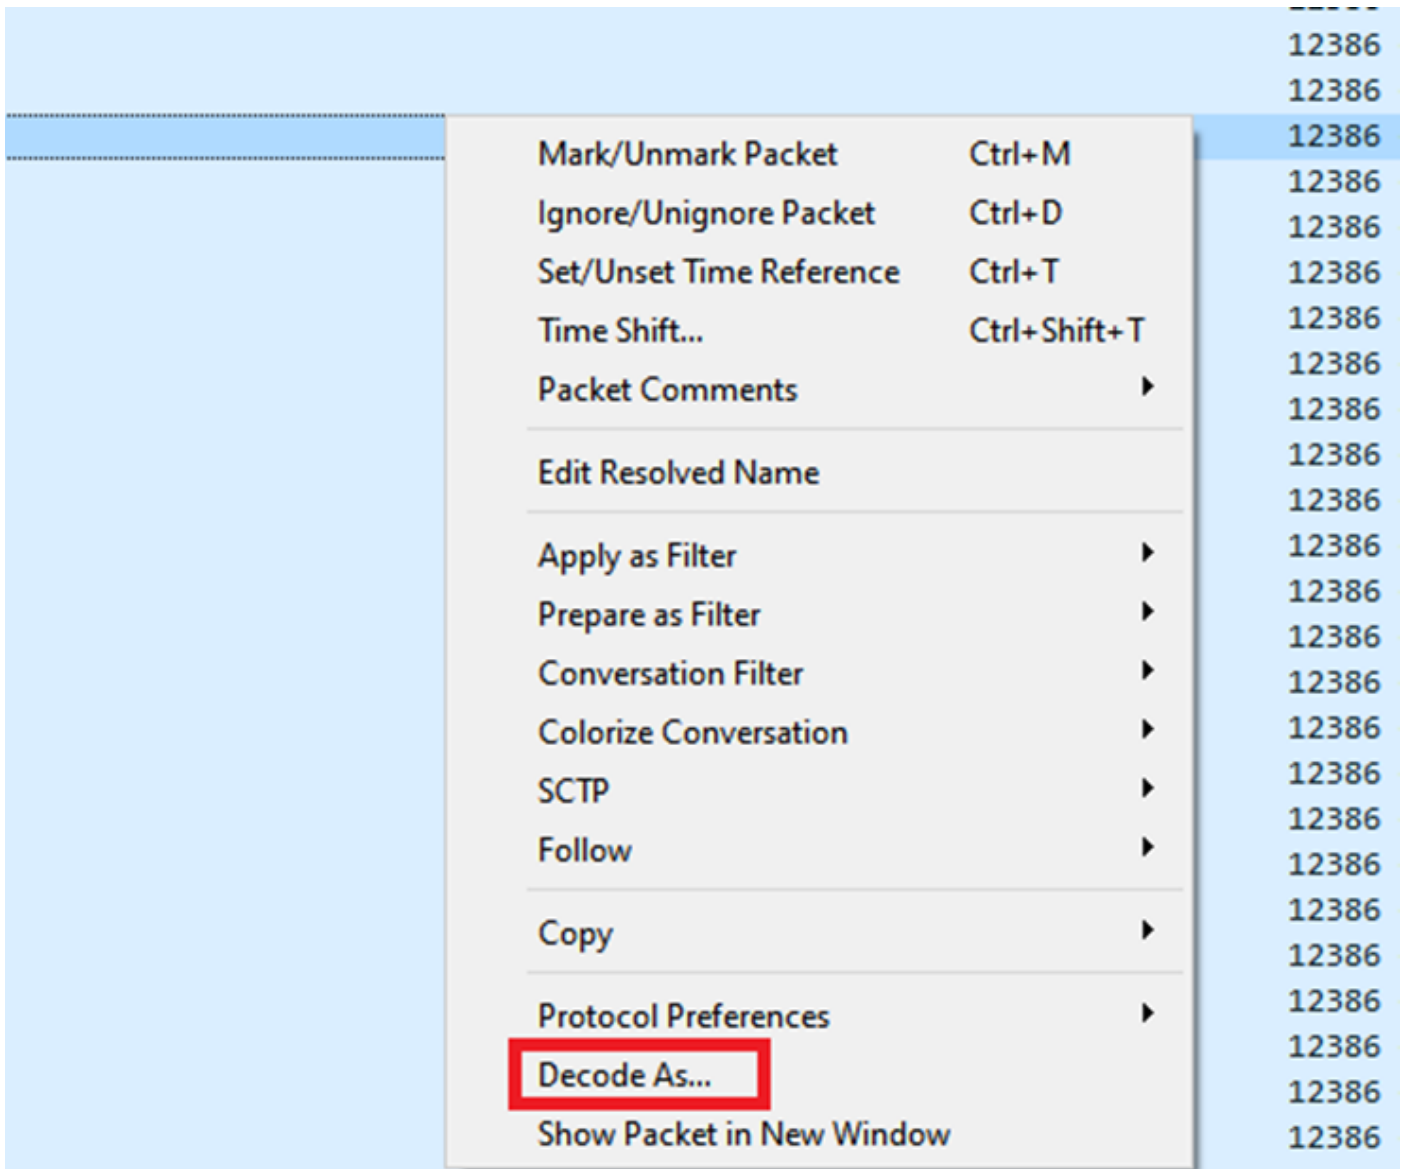 12386
12386
Mark/Unmark Packet Ctrl+M 12386
12386
Ignore/Unignore Packet Ctrl+D 12386
Set/Unset Time Reference Ctrl+T 12386
Time Shift... Ctrl+Shift+T 12386
12386
Packet Comments 12386
12386
Edit Resolved Name 12386
Apply as Filter 12386
12386
Prepare as Filter 12386
Conversation Filter 12386
Colorize Conversation 12386
12386
SCTP 12386
Follow 12386
12386
Copy 12386
12386
Protocol Preferences 12386
Decode As... 12386
Show Packet in New Window 12386